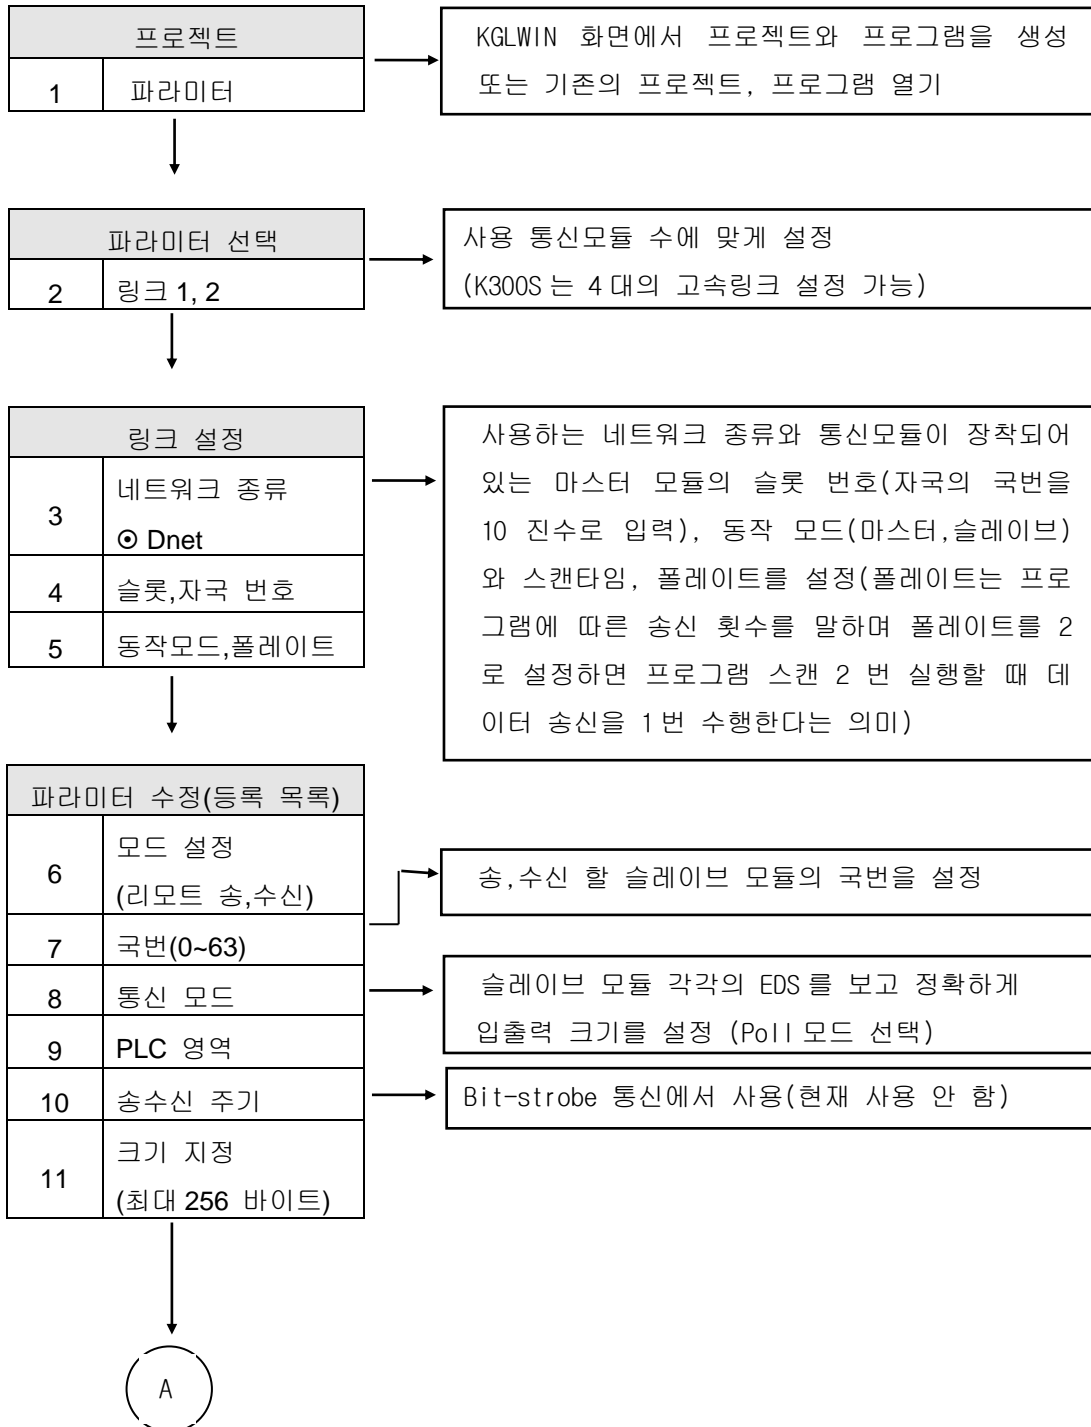 프로젝트
1 파라미터
KGLWIN 화면에서 프로젝트와 프로그램을 생성
또는 기존의 프로젝트, 프로그램 열기
파라미터 선택
2 링크 1, 2
사용 통신모듈 수에 맞게 설정
(K300S 는 4 대의 고속링크 설정 가능)
링크 설정
3 네트워크 종류
⊙ Dnet
4 슬롯,자국 번호
5 동작모드,폴레이트
사용하는 네트워크 종류와 통신모듈이 장착되어
있는 마스터 모듈의 슬롯 번호(자국의 국번을
10 진수로 입력), 동작 모드(마스터,슬레이브)
와 스캔타임, 폴레이트를 설정(폴레이트는 프로
그램에 따른 송신 횟수를 말하며 폴레이트를 2
로 설정하면 프로그램 스캔 2 번 실행할 때 데
이터 송신을 1 번 수행한다는 의미)
파라미터 수정(등록 목록)
6 모드 설정
(리모트 송,수신)
7 국번(0~63)
8 통신 모드
9 PLC 영역
10 송수신 주기
11 크기 지정
(최대 256 바이트)
송,수신 할 슬레이브 모듈의 국번을 설정
슬레이브 모듈 각각의 EDS 를 보고 정확하게
입출력 크기를 설정 (Poll 모드 선택)
Bit-strobe 통신에서 사용(현재 사용 안 함)
A